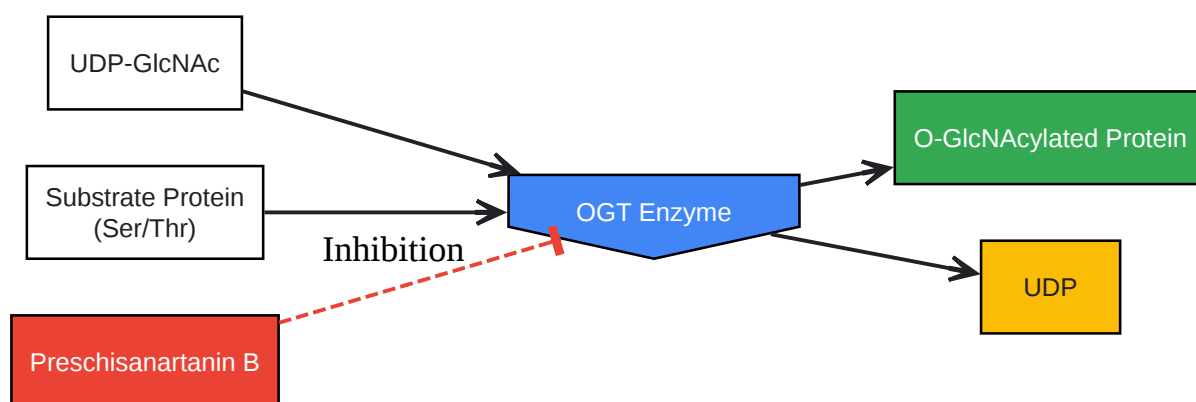 UDP-GlcNAc
Substrate Protein
(Ser/Thr)
Inhibition
Preschisanartanin B
OGT Enzyme
O-GlcNAcylated Protein
UDP